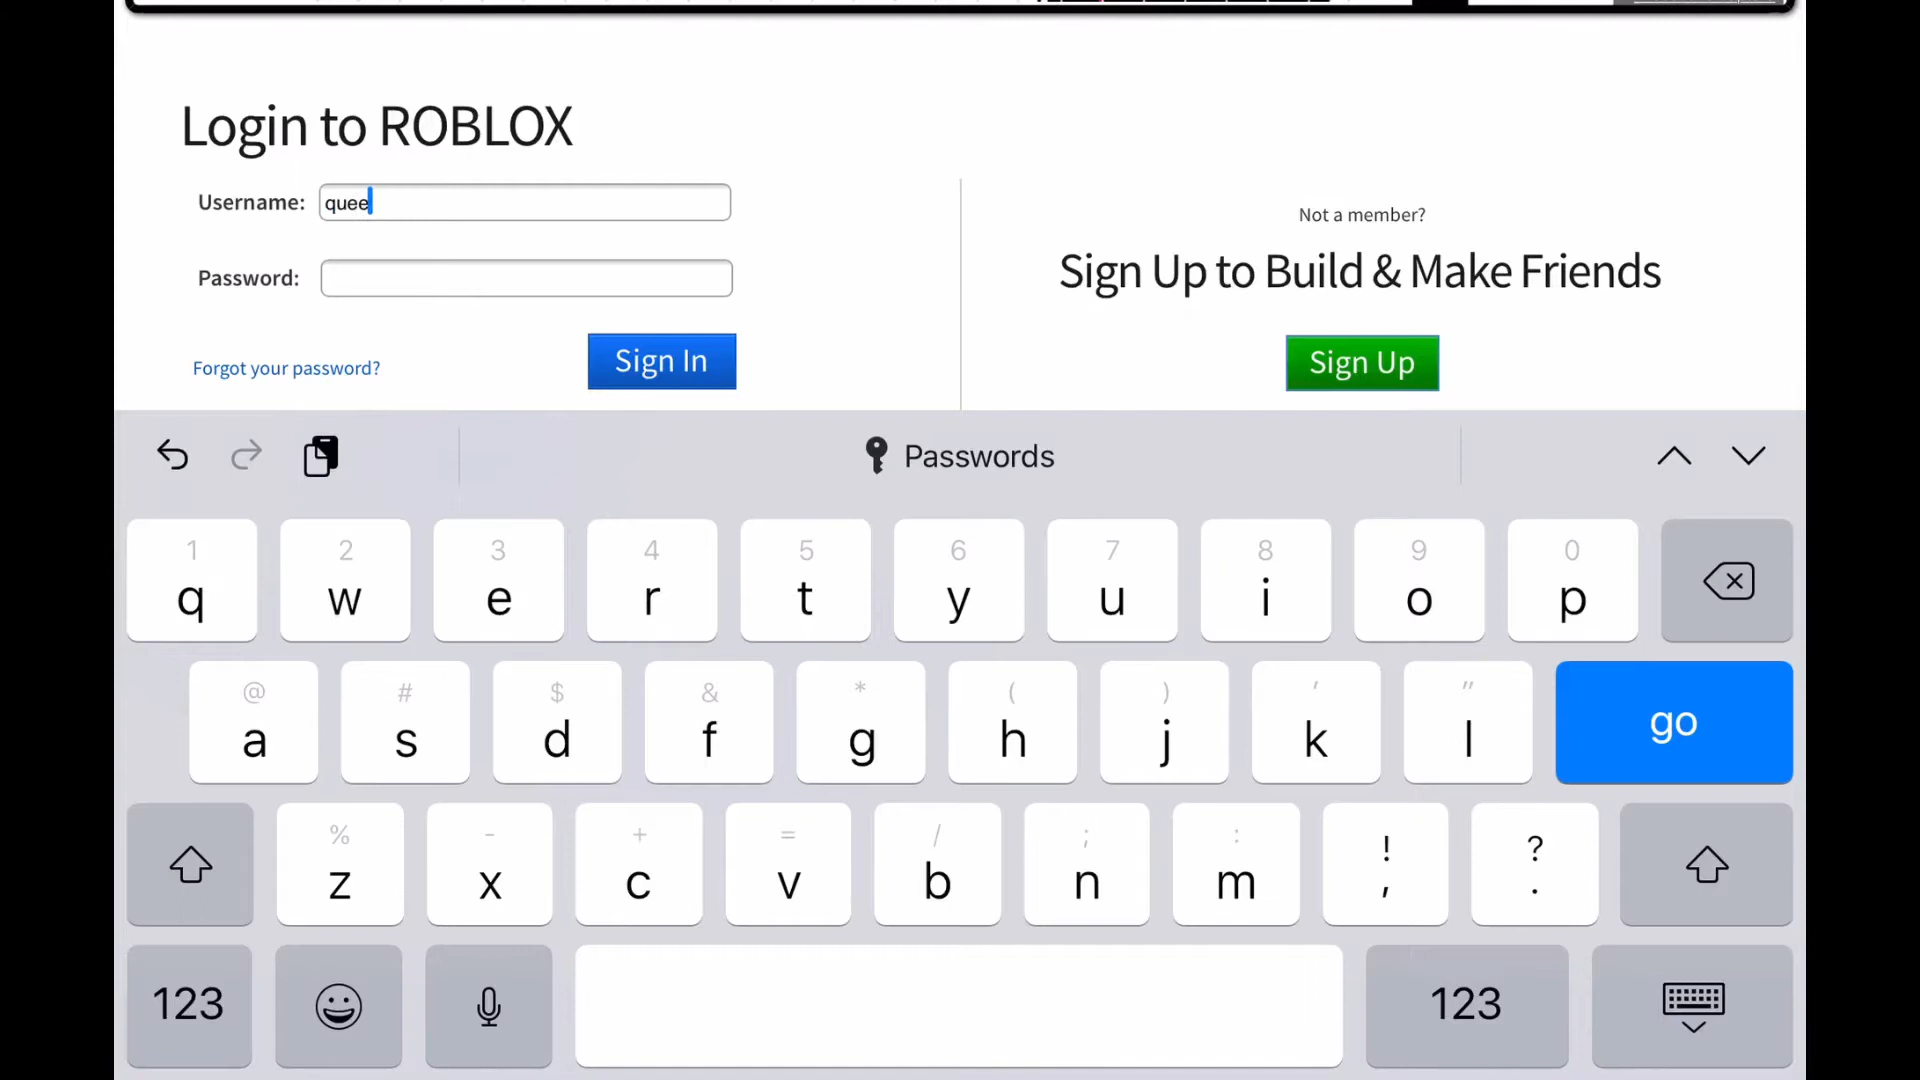 Login to ROBLOX
Username: quee
Password:
Forgot your password?
Sign In
Not a member?
Sign Up to Build & Make Friends
Sign Up
Passwords
1 2 3 4 5 6 7 8 9 0
q w e r t y u i o p
@ # $ & * ( ) ' "
a s d f g h j k l go
% - + = / ; : ! ?
z x c v b n m , .
123 123